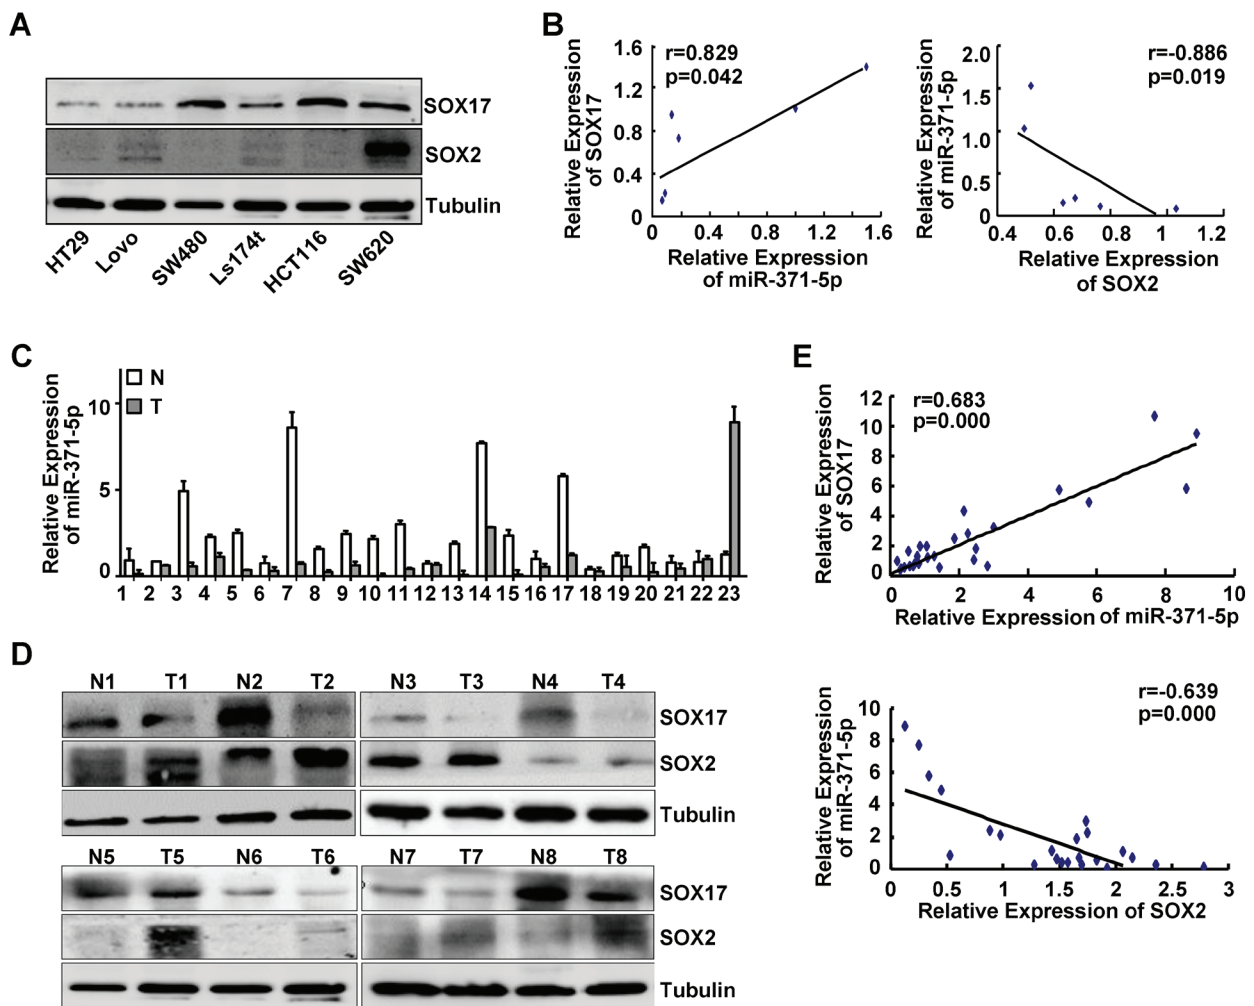 A
SOX17
SOX2
Tubulin
HT29 Lovo SW480 Ls174t HCT116 SW620
B
Relative Expression
of SOX17
1.6
1.2
0.8
0.4
0
r=0.829
p=0.042
0 0.4 0.8 1.2 1.6
Relative Expression
of miR-371-5p
Relative Expression
of miR-371-5p
2.0
1.5
1.0
0.5
0
r=-0.886
p=0.019
0.4 0.6 0.8 1 1.2
Relative Expression
of SOX2
C
Relative Expression
of miR-371-5p
N
T
10
5
0
1 2 3 4 5 6 7 8 9 10 11 12 13 14 15 16 17 18 19 20 21 22 23
D
N1 T1 N2 T2 N3 T3 N4 T4
SOX17
SOX2
Tubulin
N5 T5 N6 T6 N7 T7 N8 T8
SOX17
SOX2
Tubulin
E
Relative Expression
of SOX17
12
10
8
6
4
2
0
r=0.683
p=0.000
0 2 4 6 8 10
Relative Expression of miR-371-5p
Relative Expression
of miR-371-5p
10
8
6
4
2
0
r=-0.639
p=0.000
0 0.5 1 1.5 2 2.5 3
Relative Expression of SOX2